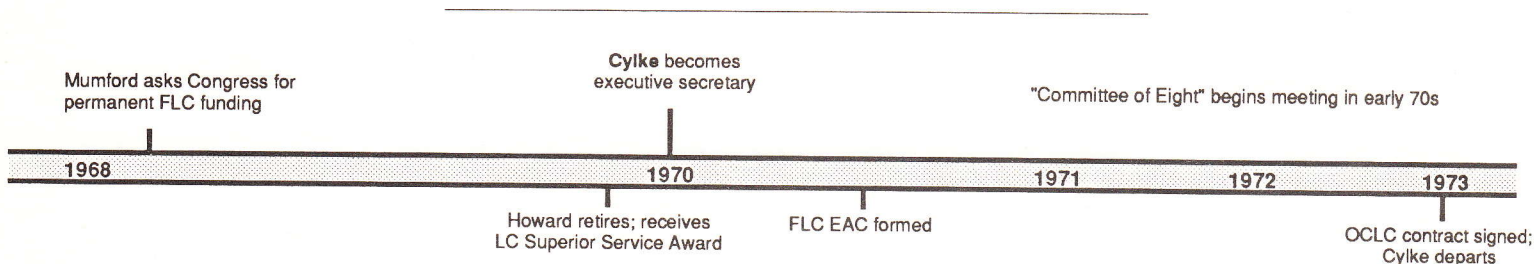 Mumford asks Congress for
permanent FLC funding
Cylke becomes
executive secretary
"Committee of Eight" begins meeting in early 70s
1968
1970
1971
1972
1973
Howard retires; receives
LC Superior Service Award
FLC EAC formed
OCLC contract signed;
Cylke departs